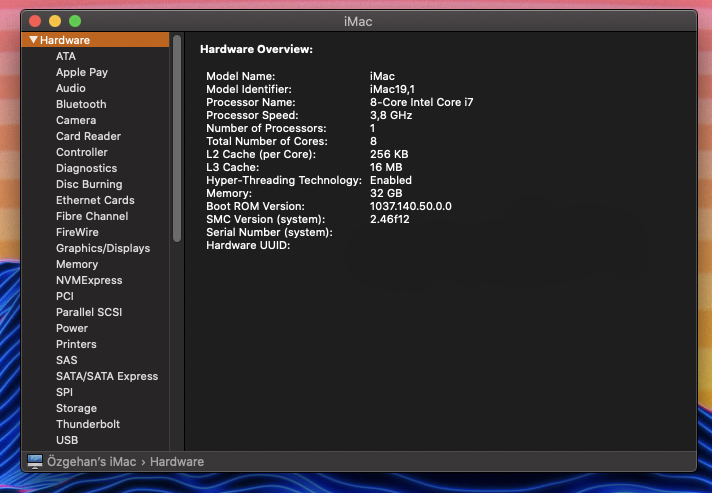 iMac
Hardware
ATA
Apple Pay
Audio
Bluetooth
Camera
Card Reader
Controller
Diagnostics
Disc Burning
Ethernet Cards
Fibre Channel
FireWire
Graphics/Displays
Memory
NVMExpress
PCI
Parallel SCSI
Power
Printers
SAS
SATA/SATA Express
SPI
Storage
Thunderbolt
USB
Hardware Overview:
Model Name: iMac
Model Identifier: iMac19,1
Processor Name: 8-Core Intel Core i7
Processor Speed: 3,8 GHz
Number of Processors: 1
Total Number of Cores: 8
L2 Cache (per Core): 256 KB
L3 Cache: 16 MB
Hyper-Threading Technology: Enabled
Memory: 32 GB
Boot ROM Version: 1037.140.50.0.0
SMC Version (system): 2.46f12
Serial Number (system):
Hardware UUID:
Özgehan's iMac › Hardware